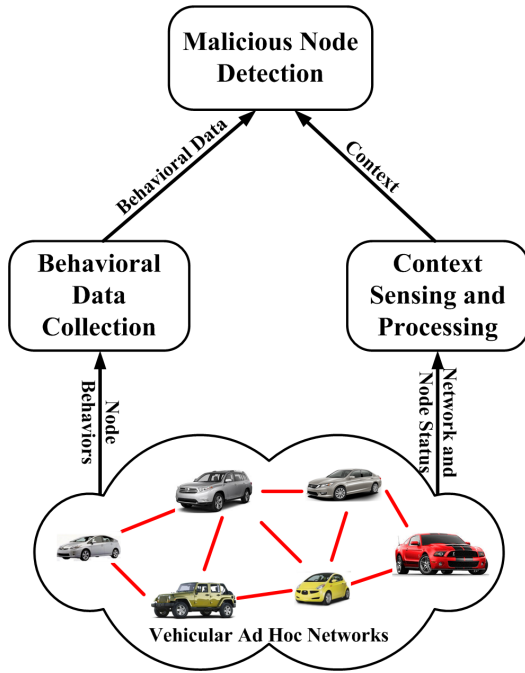 Malicious Node
Detection
Behavioral Data
Context
Behavioral
Data
Collection
Context
Sensing and
Processing
Node
Behaviors
Network and
Node Status
Vehicular Ad Hoc Networks